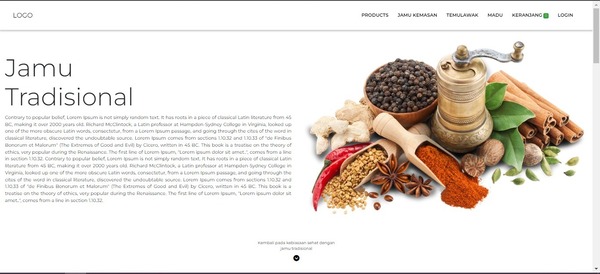 LOGO
PRODUCTS JAMU KEMASAN TEMULAWAK MADU KERANJANG LOGIN
Jamu
Tradisional
Contrary to popular belief, Lorem Ipsum is not simply random text. It has roots in a piece of classical Latin literature from 45
BC, making it over 2000 years old. Richard McClintock, a Latin professor at Hampden-Sydney College in Virginia, looked up
one of the more obscure Latin words, consectetur, from a Lorem Ipsum passage, and going through the cites of the word in
classical literature, discovered the undoubtable source. Lorem Ipsum comes from sections 1.10.32 and 1.10.33 of "de Finibus
Bonorum et Malorum" (The Extremes of Good and Evil) by Cicero, written in 45 BC. This book is a treatise on the theory of
ethics, very popular during the Renaissance. The first line of Lorem Ipsum, "Lorem ipsum dolor sit amet..", comes from a line
in section 1.10.32. Contrary to popular belief, Lorem Ipsum is not simply random text. It has roots in a piece of classical Latin
literature from 45 BC, making it over 2000 years old. Richard McClintock, a Latin professor at Hampden-Sydney College in
Virginia, looked up one of the more obscure Latin words, consectetur, from a Lorem Ipsum passage, and going through the
cites of the word in classical literature, discovered the undoubtable source. Lorem Ipsum comes from sections 1.10.32 and
1.10.33 of "de Finibus Bonorum et Malorum" (The Extremes of Good and Evil) by Cicero, written in 45 BC. This book is a
treatise on the theory of ethics, very popular during the Renaissance. The first line of Lorem Ipsum, "Lorem ipsum dolor sit
amet..", comes from a line in section 1.10.32.
Kembali pada kebiasaan sehat dengan
jamu tradisional